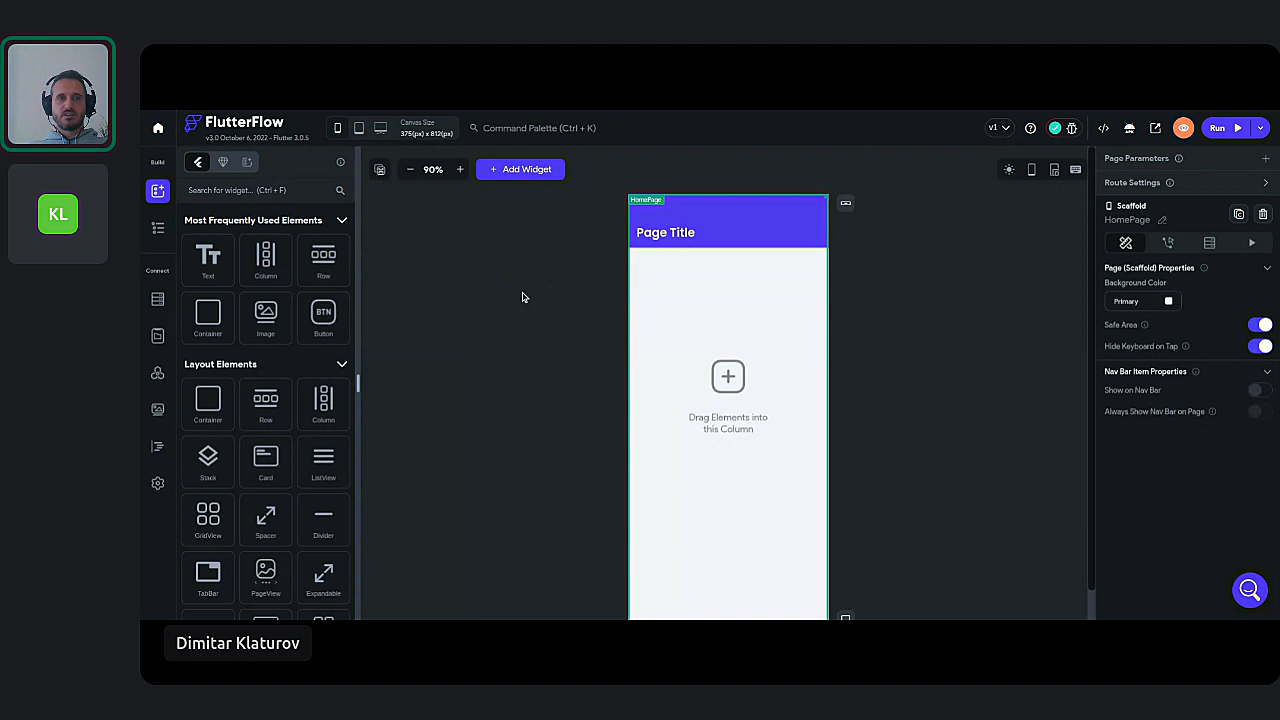 KL
FlutterFlow
v3.0 October 6, 2022 - Flutter 3.0.5
Canvas Size
375(px) x 812(px)
Command Palette (Ctrl + K)
v1
Run
Build
Connect
Search for widget... (Ctrl + F)
Most Frequently Used Elements
Text
Column
Row
Container
Image
BTN
Button
Layout Elements
Container
Row
Column
Stack
Card
ListView
GridView
Spacer
Divider
TabBar
PageView
Expandable
90%
+ Add Widget
HomePage
Page Title
Drag Elements into
this Column
Page Parameters
Route Settings
Scaffold
HomePage
Page (Scaffold) Properties
Background Color
Primary
Safe Area
Hide Keyboard on Tap
Nav Bar Item Properties
Show on Nav Bar
Always Show Nav Bar on Page
Dimitar Klaturov